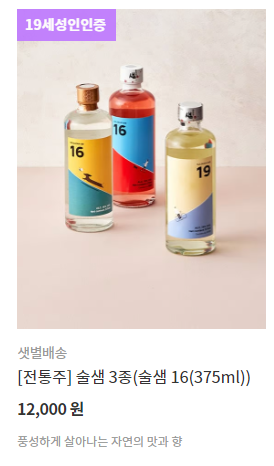 19세성인인증
16
16
19
샛별배송
[전통주] 술샘 3종(술샘 16(375ml))
12,000 원
풍성하게 살아나는 자연의 맛과 향